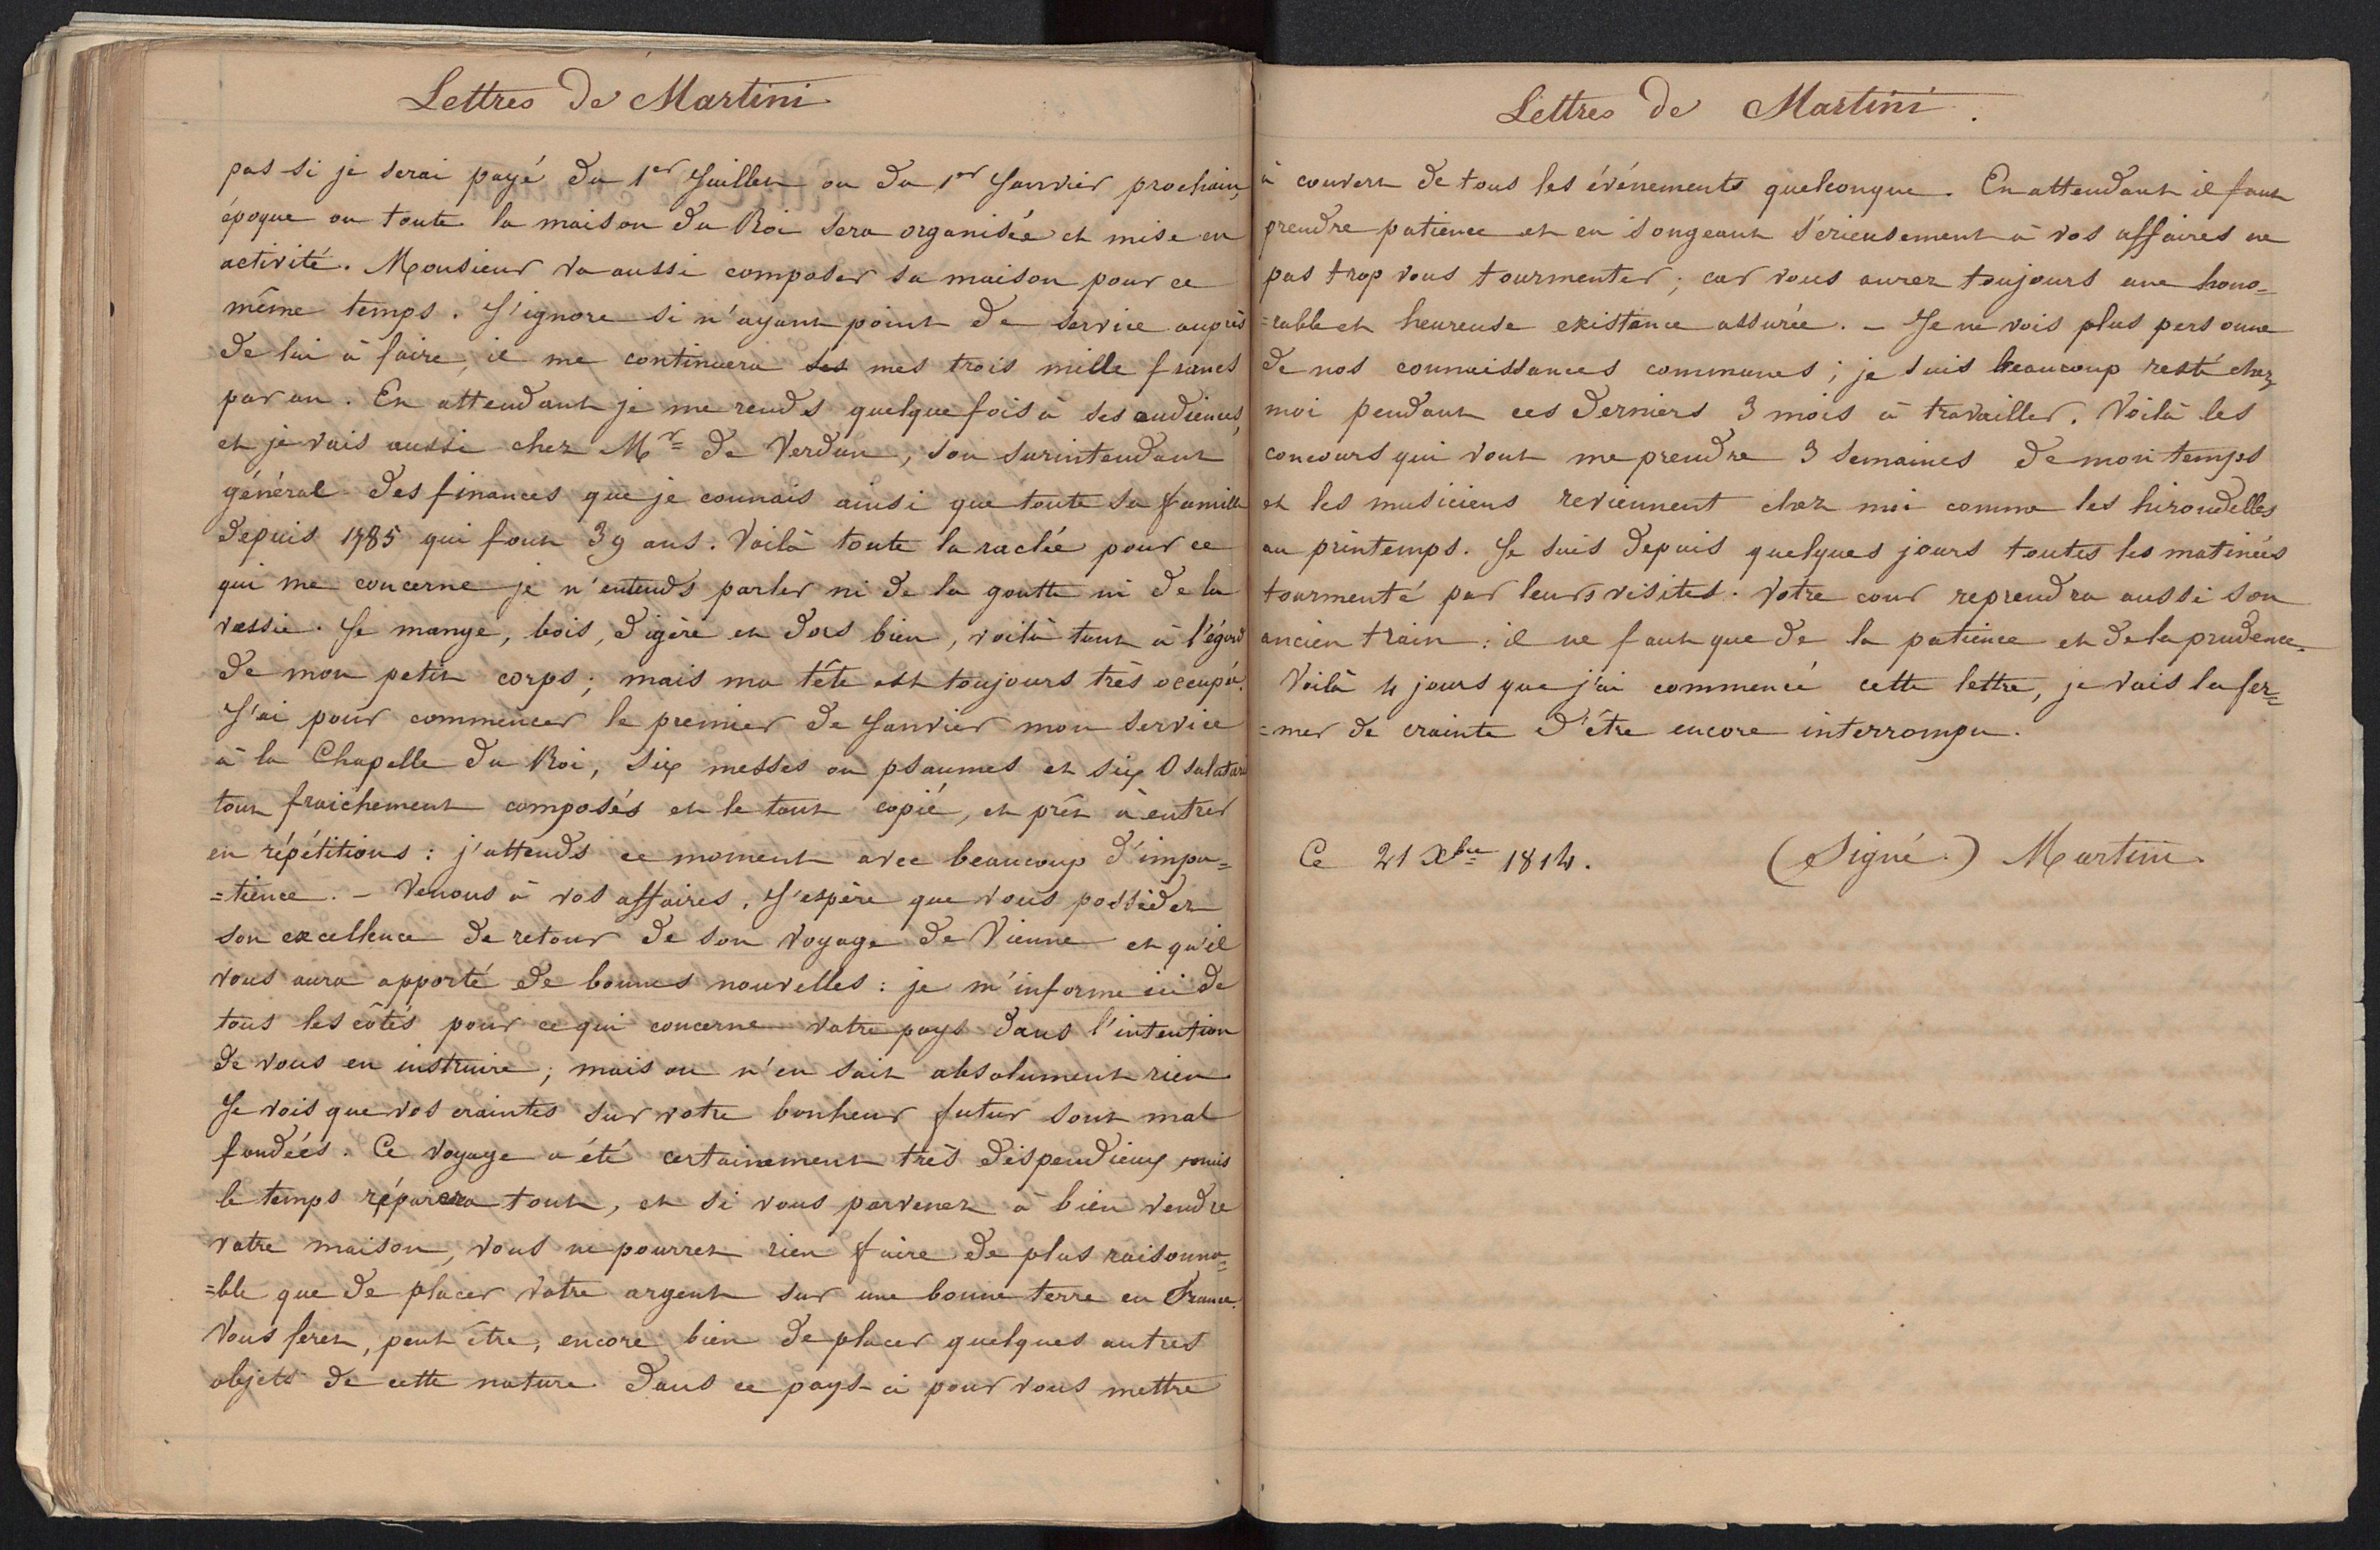 Lettres de Martini
pas si je serai payé du 1er Juillet ou du 1er Janvier prochain,
époque ou toute la maison du Roi sera organisée et mise en
activité. Monsieur va aussi composer sa maison pour ce
même temps. J'ignore si n'ayant point de service auprès
de lui à faire, il me continuera ses mes trois mille francs
par an. En attendant je me rends quelquefois à ses audiences,
et je vais aussi chez Mr de Verdun, son surintendant
général des finances que je connais ainsi que toute sa famille
depuis 1785 qui font 39 ans. Voilà toute la raclée pour ce
qui me concerne je n'entends parler ni de la goutte ni de la
vessie. Je mange, bois, digère et dors bien, voilà tout à l'égard
de mon petit corps ; mais ma tête est toujours très occupé.
J'ai pour commencer le premier de Janvier mon service
à la Chapelle du Roi, six messes ou psaumes et six O salutaris
tout fraichement composés et le tout copié, et prêt à entrer
en répétitions : j'attends ce moment avec beaucoup d'impa=
=tience. - Venons à vos affaires. J'espère que vous possédez
son excellence de retour de son voyage de Vienne et qu'il
vous aura apporté de bonnes nouvelles : je m'informe ici de
tous les côtés pour ce qui concerne votre pays dans l'intention
de vous en instruire ; mais on n'en sait absolument rien
Je vois que vos craintes sur votre bonheur futur sont mal
fondées. Ce voyage a été certainement très dispendieux, mais
le temps réparera tout, et si vous parvenez à bien vendre
votre maison, vous ne pourrez rien faire de plus raisonna=
=ble que de placer votre argent sur une bonne terre en France.
Vous ferez, peut être, encore bien de placer quelques autres
objets de cette nature dans ce pays-ci pour vous mettre
Lettres de Martini.
à couvert de tous les événements quelconque. En attendant il faut
prendre patience et en songeant sérieusement à vos affaires ne
pas trop vous tourmenter ; car vous aurez toujours une hono=
=rable et heureuse existence assurée. - Je ne vois plus personne
de nos connaissances communes ; je suis beaucoup resté chez
moi pendant ces derniers 3 mois à travailler. Voilà les
concours qui vont me prendre 3 semaines de mon temps
et les musiciens reviennent chez moi comme les hirondelles
au printemps. Je suis depuis quelques jours toutes les matinées
tourmenté par leurs visites. Votre cour reprendra aussi son
ancien train : il ne faut que de la patience et de la prudence.
Voilà 4 jours que j'ai commencé cette lettre, je vais la fer=
=mer de crainte d'être encore interrompu.
Ce 21 Xbre 1814. (Signé) Martini.